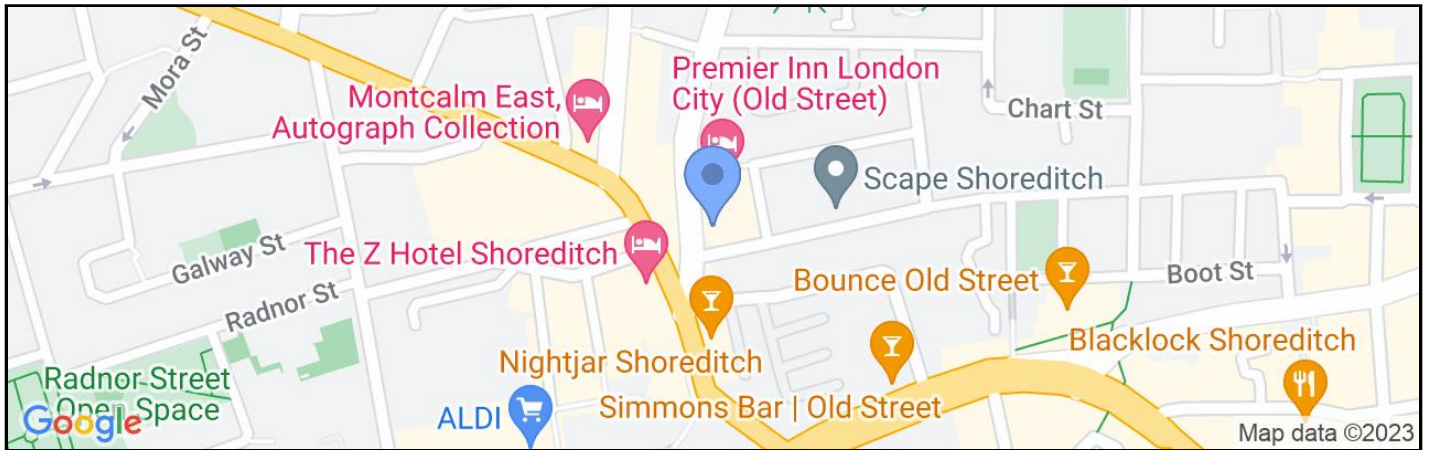 Mora St
Premier Inn London
City (Old Street)
Montcalm East,
Autograph Collection
Chart St
Scape Shoreditch
Galway St
The Z Hotel Shoreditch
Bounce Old Street
Boot St
Radnor St
Nightjar Shoreditch
Blacklock Shoreditch
Radnor Street
Open Space
ALDI
Simmons Bar | Old Street
Google
Map data ©2023